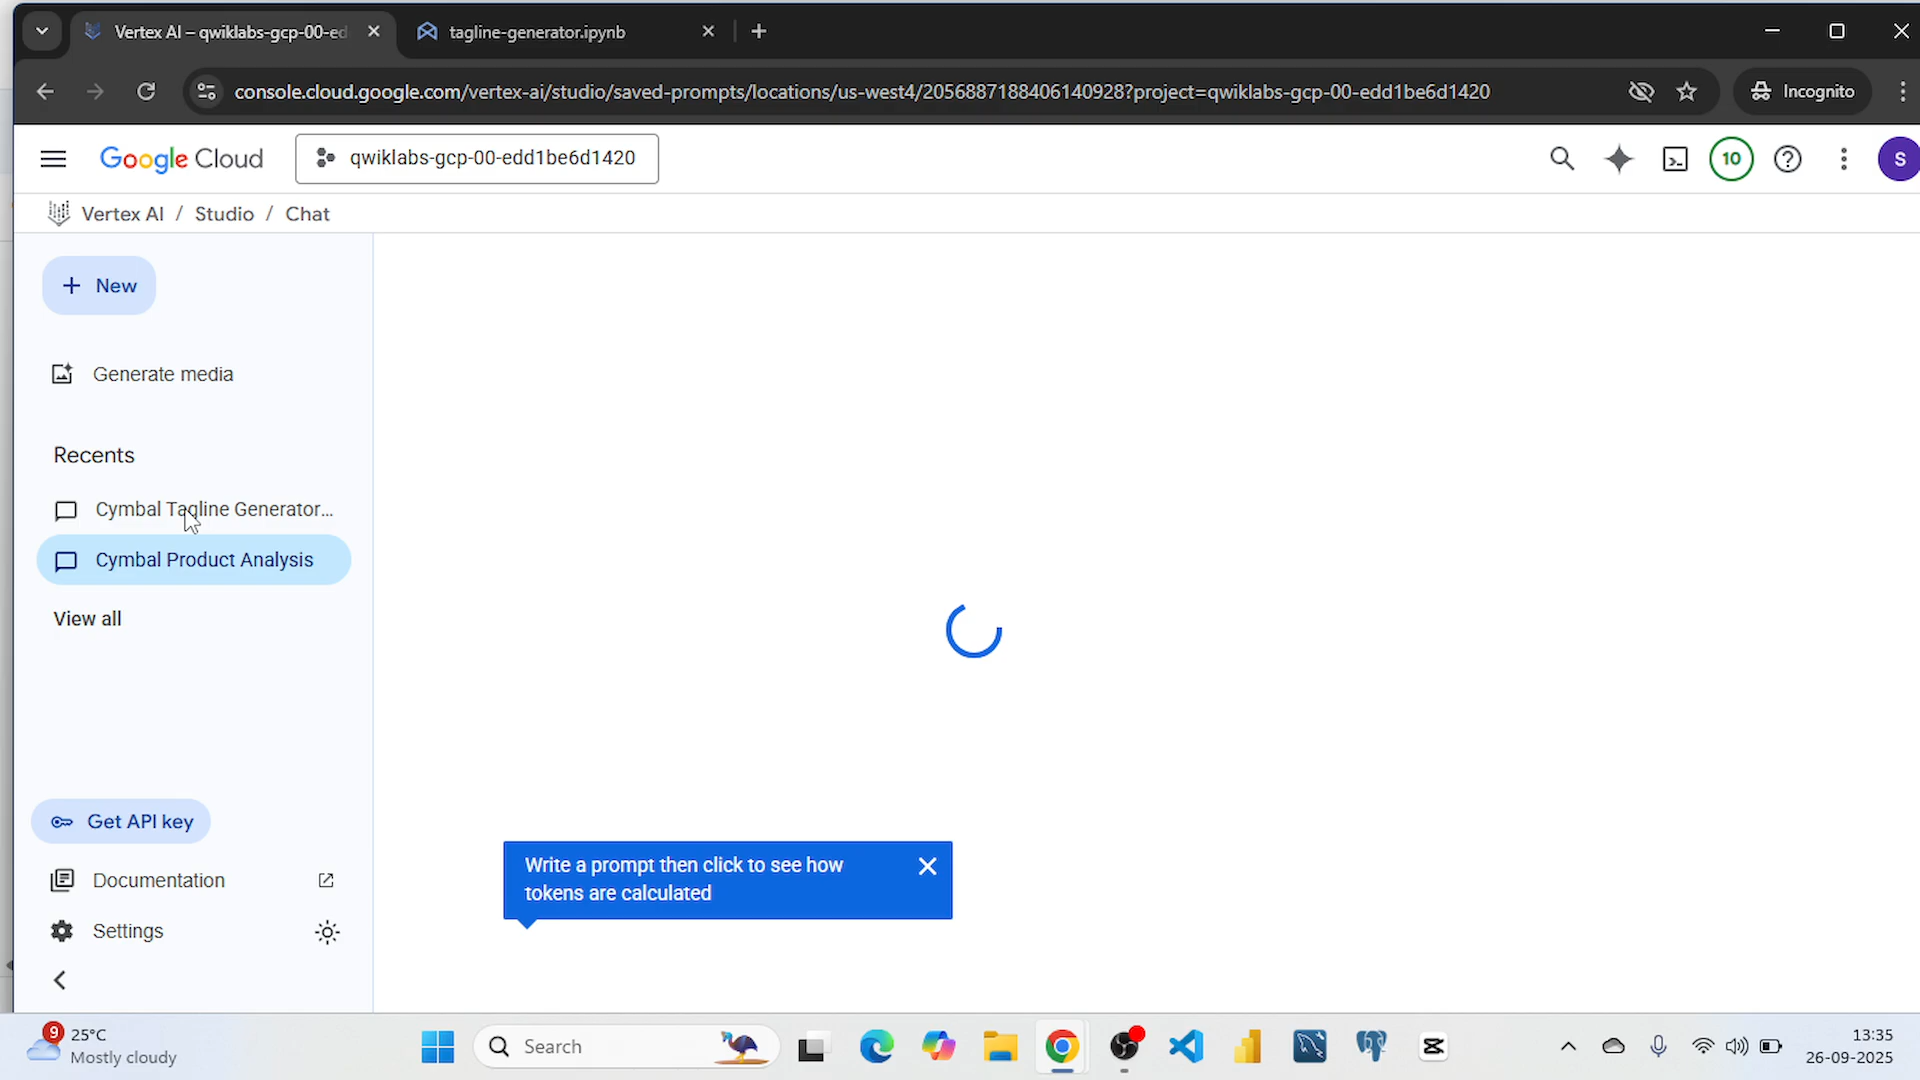 Vertex AI – qwiklabs-gcp-00-ed
tagline-generator.ipynb
console.cloud.google.com/vertex-ai/studio/saved-prompts/locations/us-west4/2056887188406140928?project=qwiklabs-gcp-00-edd1be6d1420
Incognito
Google Cloud
qwiklabs-gcp-00-edd1be6d1420
10
S
Vertex AI / Studio / Chat
+ New
Generate media
Recents
Cymbal Tagline Generator...
Cymbal Product Analysis
View all
Get API key
Write a prompt then click to see how
tokens are calculated
Documentation
Settings
9
25°C
Mostly cloudy
Search
13:35
26-09-2025